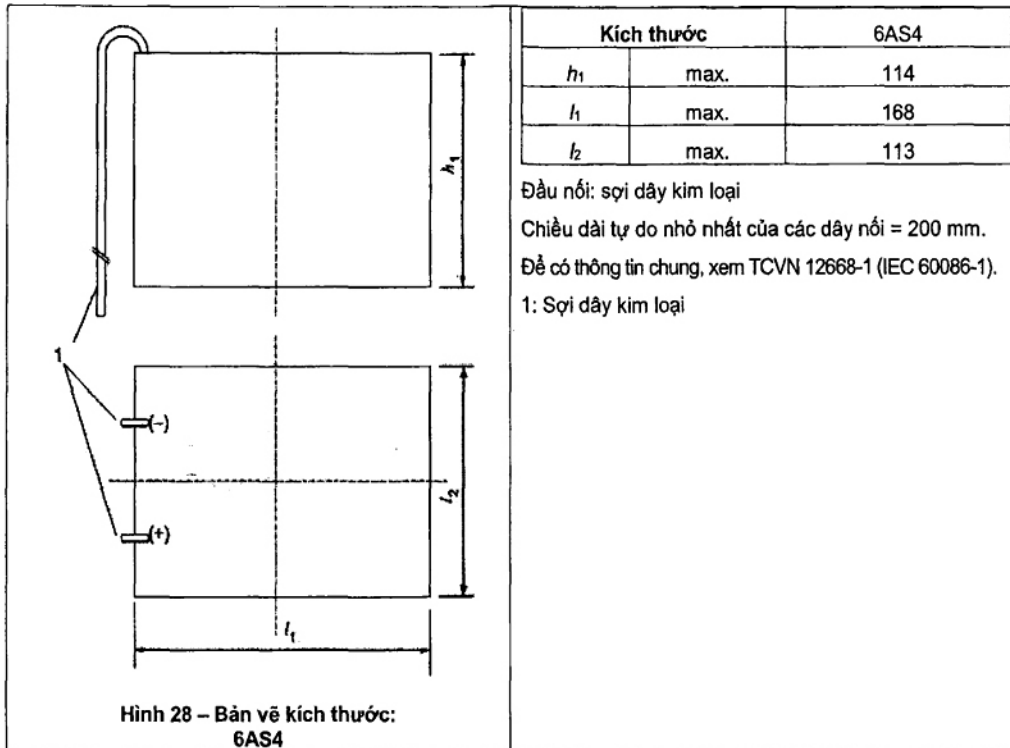 h1
1
(–)
l2
(+)
l1
Hình 28 – Bản vẽ kích thước:
6AS4
Kích thước 6AS4
h1 max. 114
l1 max. 168
l2 max. 113
Đầu nối: sợi dây kim loại
Chiều dài tự do nhỏ nhất của các dây nối = 200 mm.
Để có thông tin chung, xem TCVN 12668-1 (IEC 60086-1).
1: Sợi dây kim loại